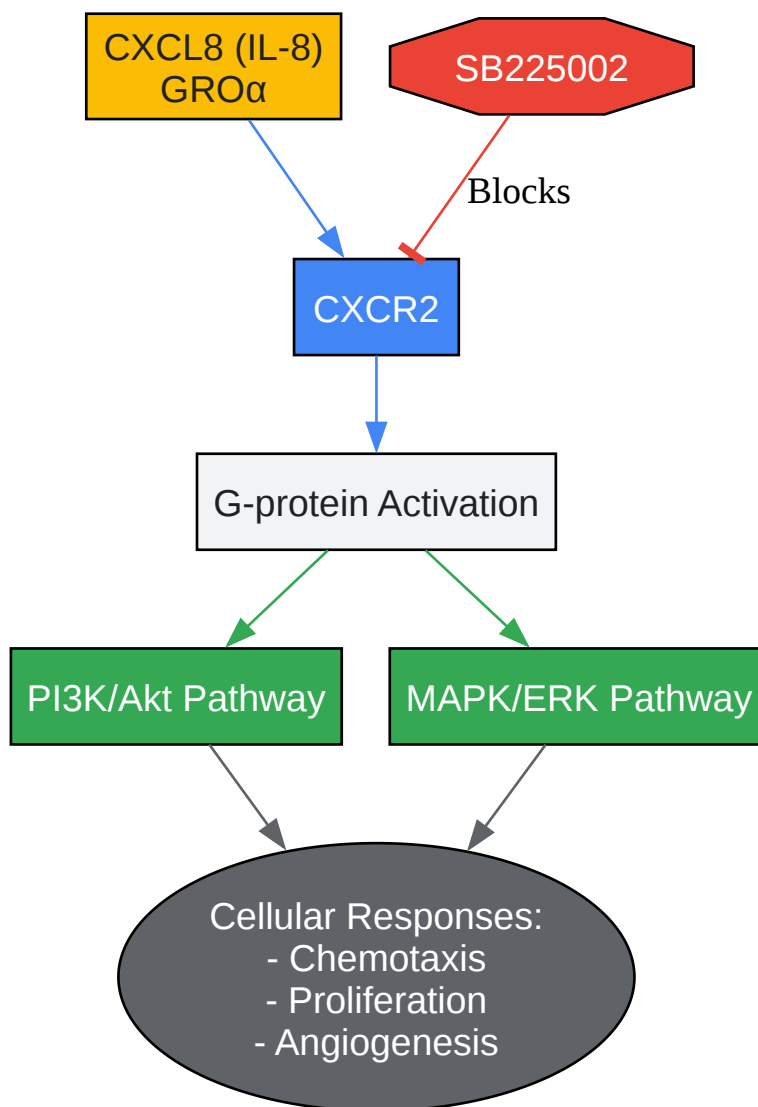 CXCL8 (IL-8)
GROα
SB225002
Blocks
CXCR2
G-protein Activation
PI3K/Akt Pathway
MAPK/ERK Pathway
Cellular Responses:
- Chemotaxis
- Proliferation
- Angiogenesis